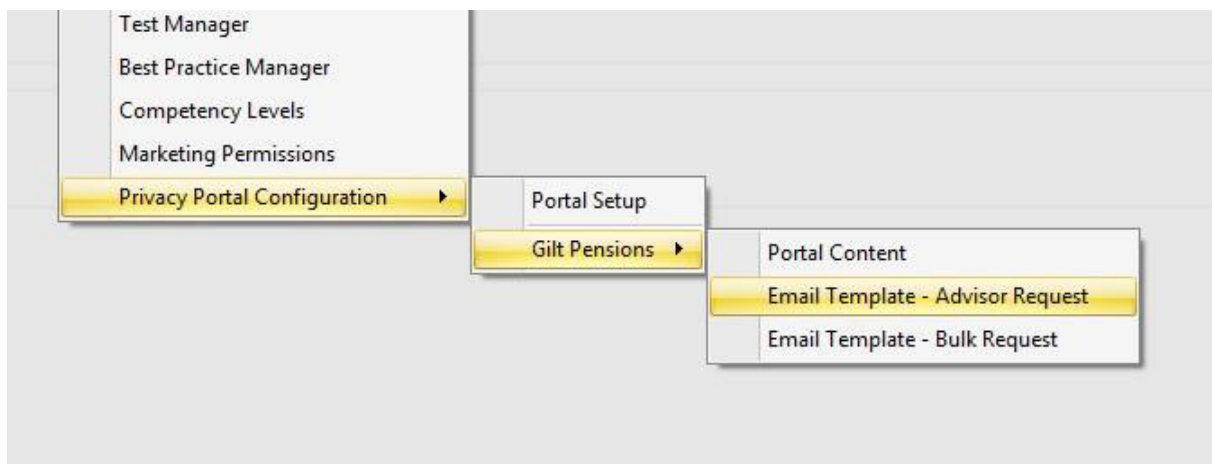 Test Manager
Best Practice Manager
Competency Levels
Marketing Permissions
Privacy Portal Configuration
Portal Setup
Gilt Pensions
Portal Content
Email Template - Advisor Request
Email Template - Bulk Request